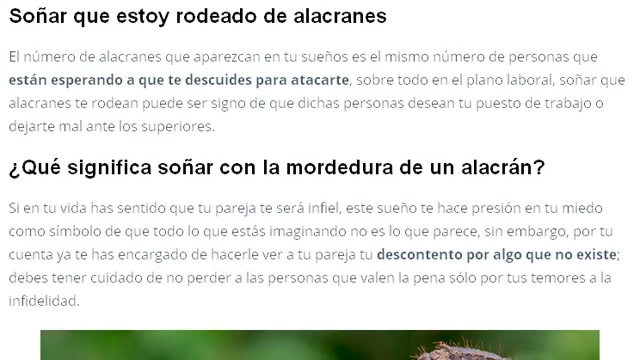 Soñar que estoy rodeado de alacranes
El número de alacranes que aparezcan en tu sueños es el mismo número de personas que
están esperando a que te descuides para atacarte, sobre todo en el plano laboral, soñar que
alacranes te rodean puede ser signo de que dichas personas desean tu puesto de trabajo o
dejarte mal ante los superiores.
¿Qué significa soñar con la mordedura de un alacrán?
Si en tu vida has sentido que tu pareja te será infiel, este sueño te hace presión en tu miedo
como símbolo de que todo lo que estás imaginando no es lo que parece, sin embargo, por tu
cuenta ya te has encargado de hacerle ver a tu pareja tu descontento por algo que no existe;
debes tener cuidado de no perder a las personas que valen la pena sólo por tus temores a la
infidelidad.